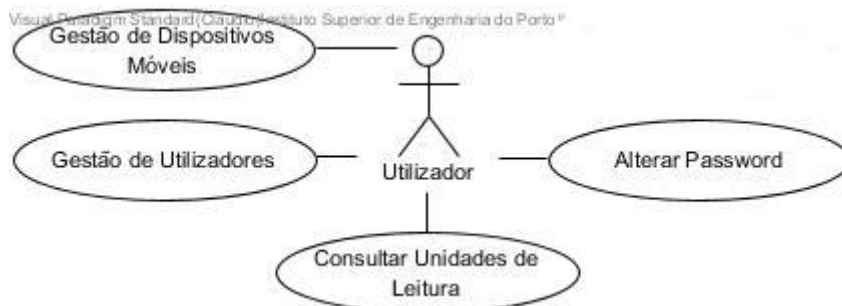 Visual Paradigm Standard(Cláudio(Instituto Superior de Engenharia do Porto
Gestão de Dispositivos
Móveis
Gestão de Utilizadores
Utilizador
Alterar Password
Consultar Unidades de
Leitura